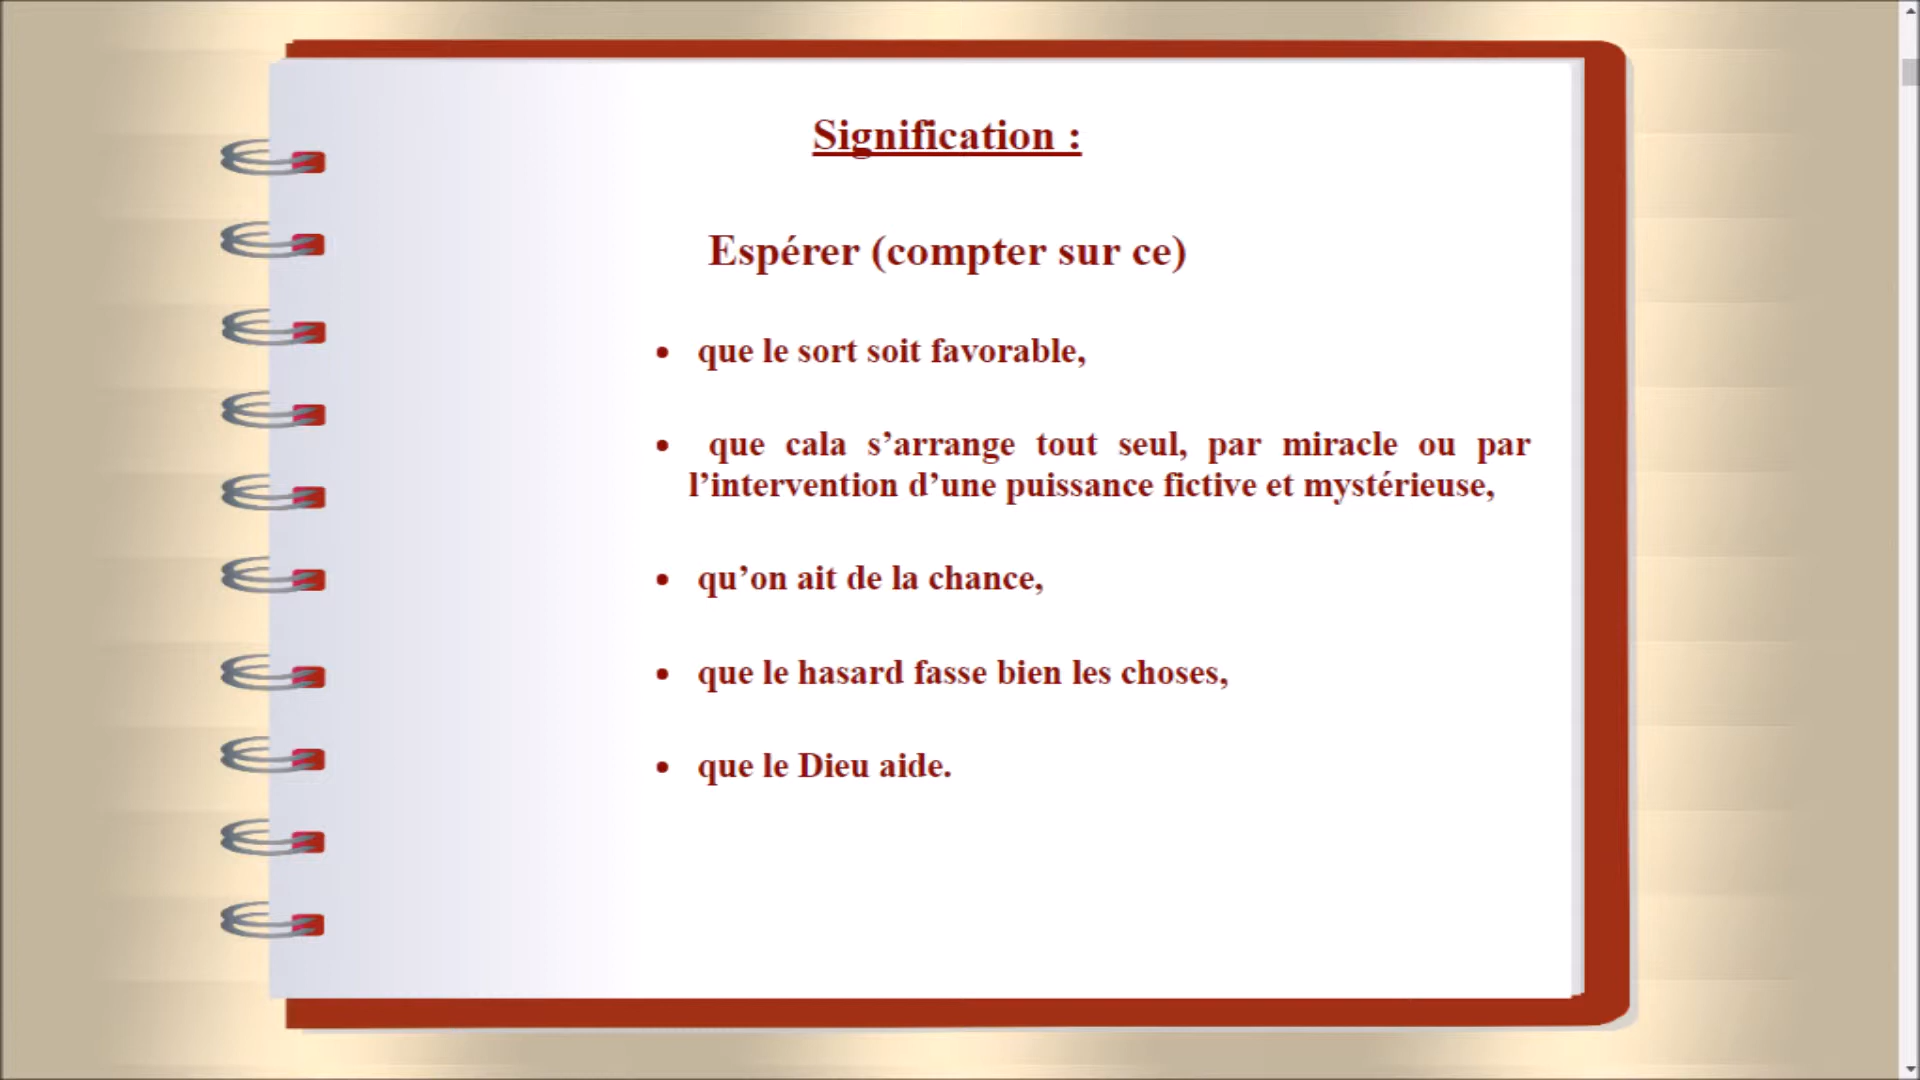 Signification :
Espérer (compter sur ce)
• que le sort soit favorable,
• que cala s’arrange tout seul, par miracle ou par
l’intervention d’une puissance fictive et mystérieuse,
• qu’on ait de la chance,
• que le hasard fasse bien les choses,
• que le Dieu aide.